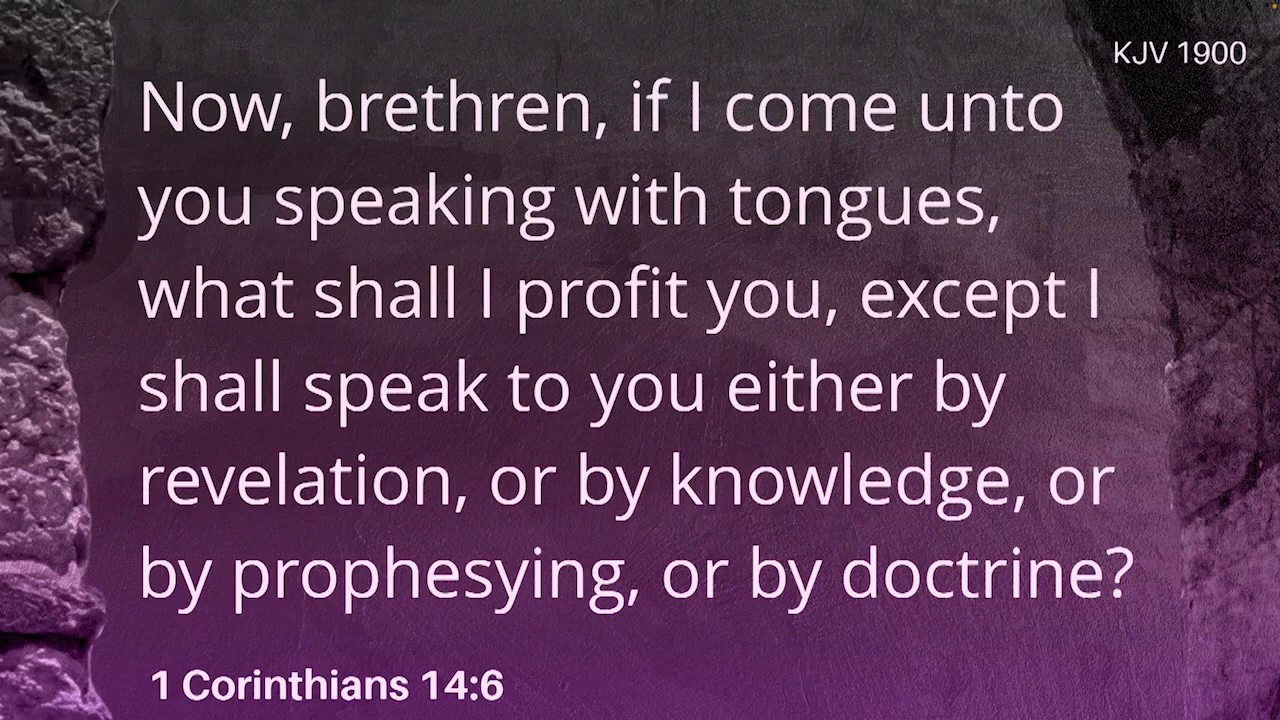 KJV 1900
Now, brethren, if I come unto
you speaking with tongues,
what shall I profit you, except I
shall speak to you either by
revelation, or by knowledge, or
by prophesying, or by doctrine?
1 Corinthians 14:6